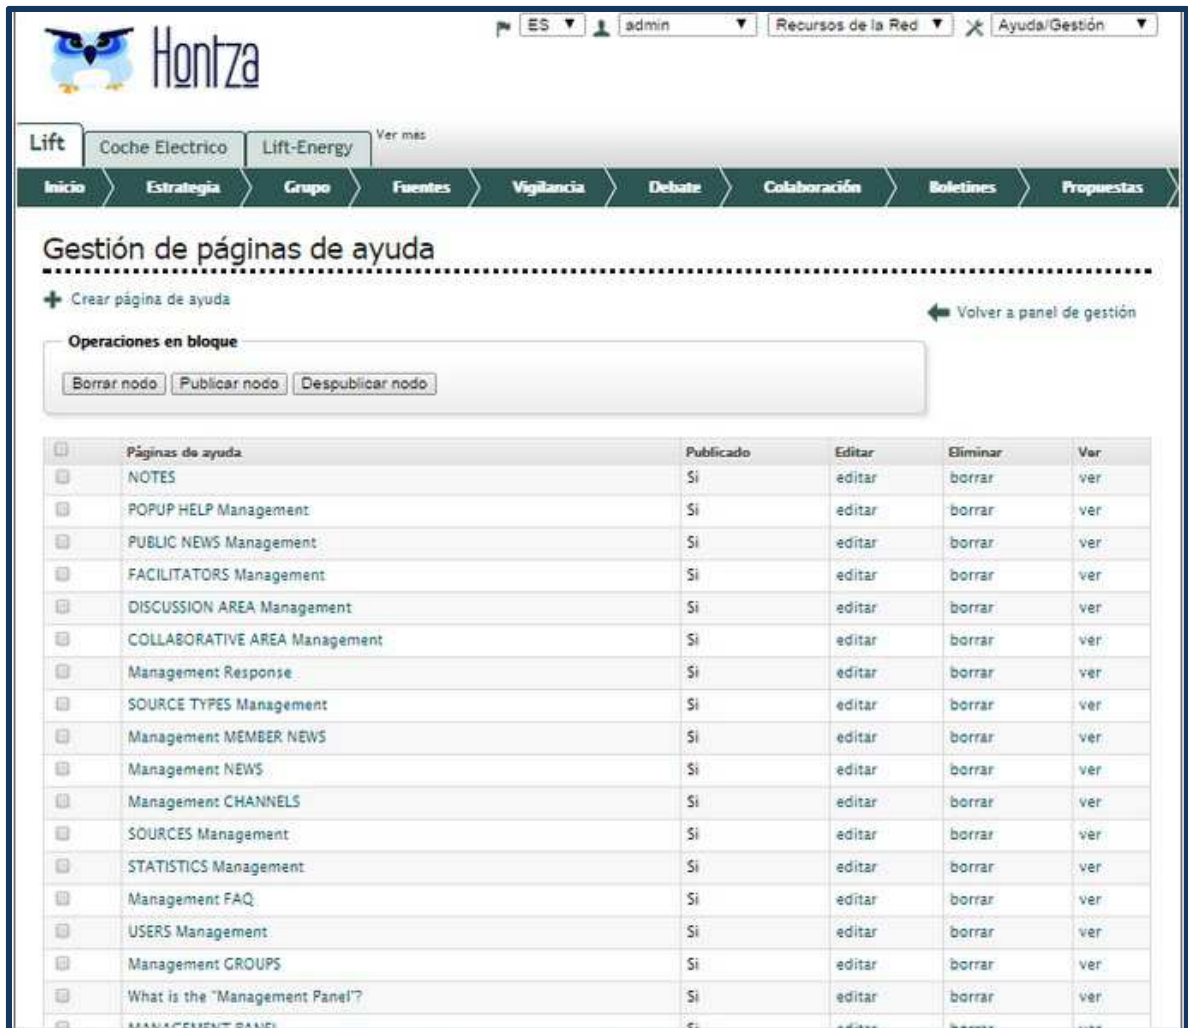 ES admin Recursos de la Red Ayuda/Gestión
Hontza
Lift Coche Electrico Lift-Energy Ver más
Inicio Estrategia Grupo Fuentes Vigilancia Debate Colaboración Boletines Propuestas
Gestión de páginas de ayuda
Crear página de ayuda
Volver a panel de gestión
Operaciones en bloque
Borrar nodo Publicar nodo Despublicar nodo
Páginas de ayuda Publicado Editar Eliminar Ver
NOTES Si editar borrar ver
POPUP HELP Management Si editar borrar ver
PUBLIC NEWS Management Si editar borrar ver
FACILITATORS Management Si editar borrar ver
DISCUSSION AREA Management Si editar borrar ver
COLLABORATIVE AREA Management Si editar borrar ver
Management Response Si editar borrar ver
SOURCE TYPES Management Si editar borrar ver
Management MEMBER NEWS Si editar borrar ver
Management NEWS Si editar borrar ver
Management CHANNELS Si editar borrar ver
SOURCES Management Si editar borrar ver
STATISTICS Management Si editar borrar ver
Management FAQ Si editar borrar ver
USERS Management Si editar borrar ver
Management GROUPS Si editar borrar ver
What is the "Management Panel"? Si editar borrar ver
MANAGEMENT PANEL Si editar borrar ver